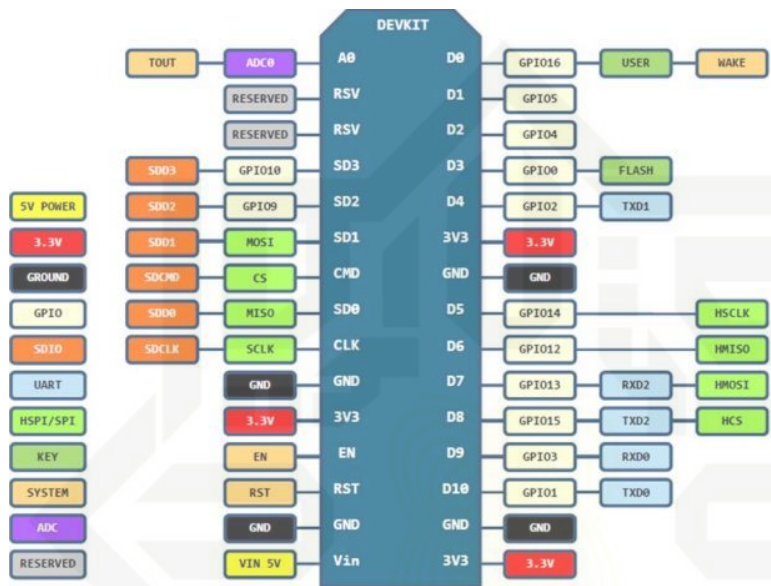 DEVKIT
TOUT ADC0 A0 D0 GPIO16 USER WAKE
RESERVED RSV D1 GPIO5
RESERVED RSV D2 GPIO4
SDD3 GPIO10 SD3 D3 GPIO0 FLASH
5V POWER SDD2 GPIO9 SD2 D4 GPIO2 TXD1
3.3V SDD1 MOSI SD1 3V3 3.3V
GROUND SDCMD CS CMD GND GND
GPIO SDD0 MISO SD0 D5 GPIO14 HSCLK
SDIO SDCLK SCLK CLK D6 GPIO12 HMISO
UART GND GND D7 GPIO13 RXD2 HMOSI
HSPI/SPI 3.3V 3V3 D8 GPIO15 TXD2 HCS
KEY EN EN D9 GPIO3 RXD0
SYSTEM RST RST D10 GPIO1 TXD0
ADC GND GND GND GND
RESERVED VIN 5V Vin 3V3 3.3V